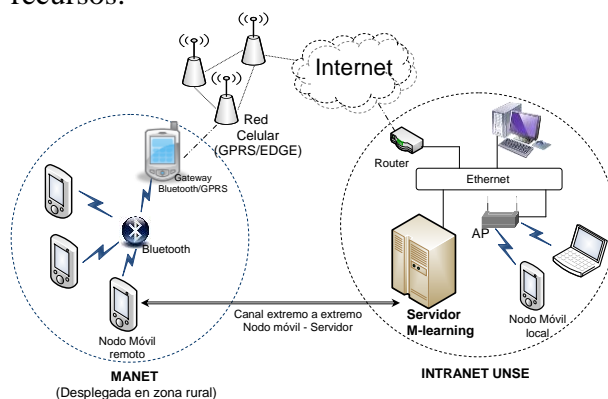 recursos.
Internet
Red
Celular
(GPRS/EDGE)
Router
Gateway
Bluetooth/GPRS
Ethernet
AP
Bluetooth
Canal extremo a extremo
Nodo móvil - Servidor
Servidor
M-learning
Nodo Móvil
local
Nodo Móvil
remoto
MANET
(Desplegada en zona rural)
INTRANET UNSE